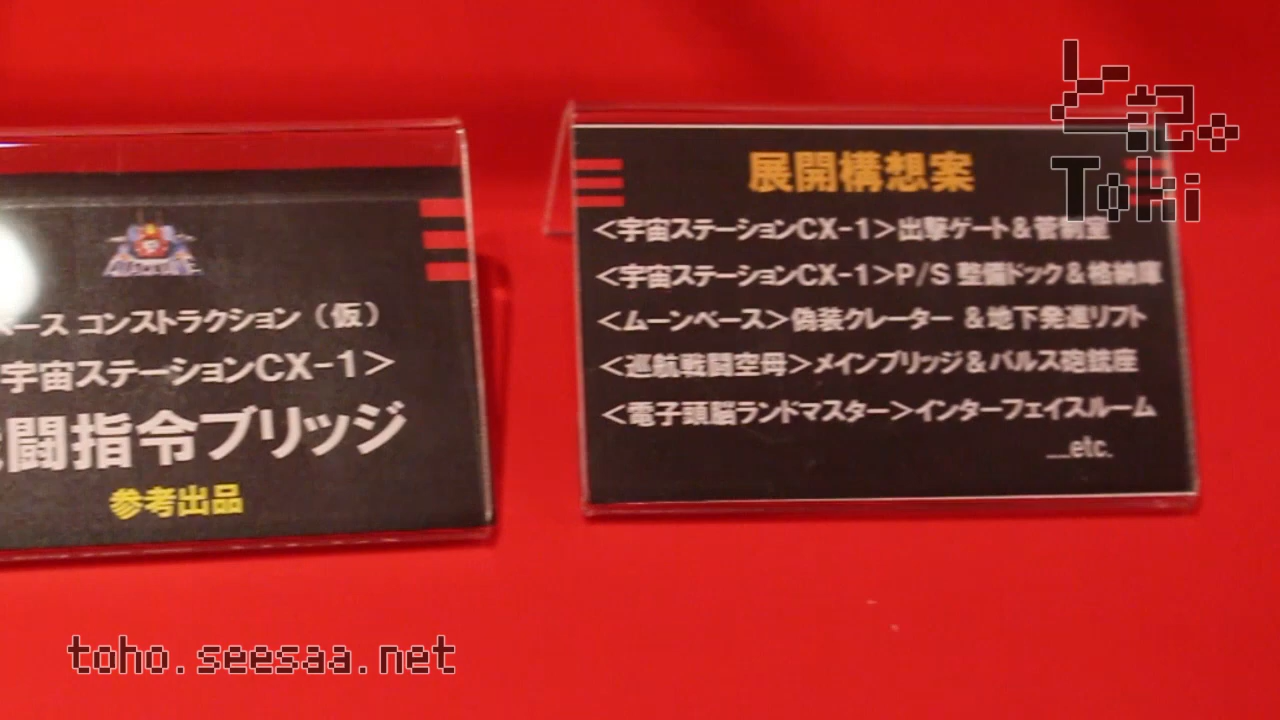 ース コンストラクション（仮）
宇宙ステーションCX-1＞
闘指令ブリッジ
参考出品
展開構想案
＜宇宙ステーションCX-1＞出撃ゲート＆管制室
＜宇宙ステーションCX-1＞P/S 整備ドック＆格納庫
＜ムーンベース＞偽装クレーター ＆地下発進リフト
＜巡航戦闘空母＞メインブリッジ＆パルス砲銃座
＜電子頭脳ランドマスター＞インターフェイスルーム
...etc.
と記+
Toki
toho.seesaa.net